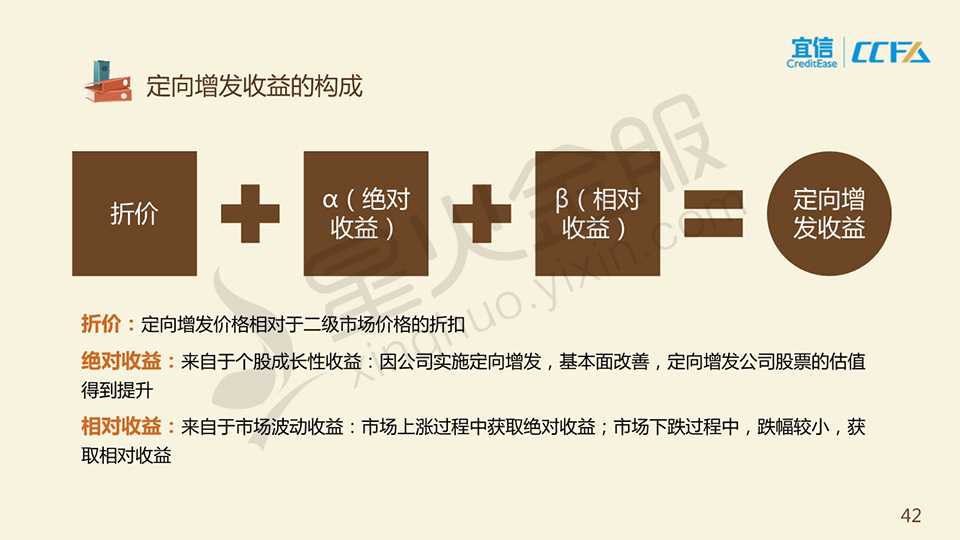 宜信
CreditEase
CCFA
定向增发收益的构成
折价
α（绝对
收益）
β（相对
收益）
定向增
发收益
折价：定向增发价格相对于二级市场价格的折扣
绝对收益：来自于个股成长性收益：因公司实施定向增发，基本面改善，定向增发公司股票的估值
得到提升
相对收益：来自于市场波动收益：市场上涨过程中获取绝对收益；市场下跌过程中，跌幅较小，获
取相对收益
星火金服
xinghuo.yixin.com
42